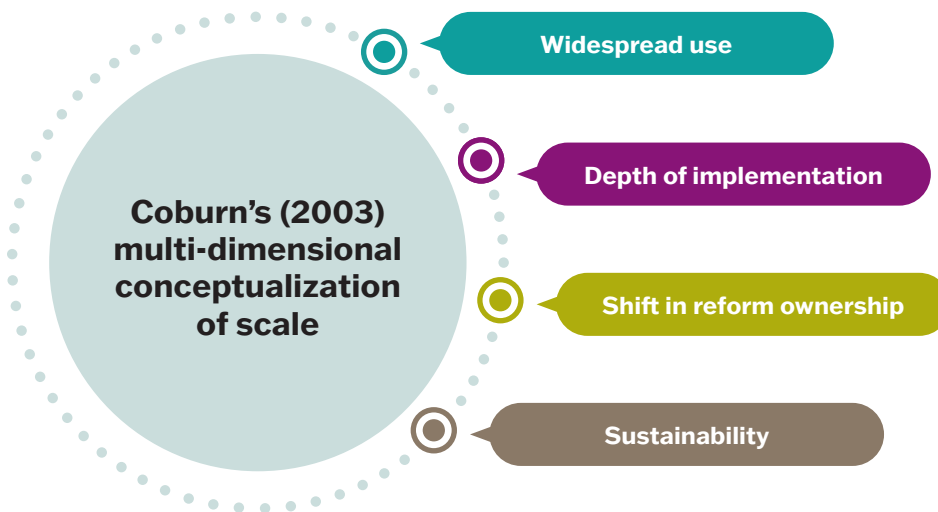 Widespread use
Depth of implementation
Coburn’s (2003)
multi-dimensional
conceptualization
of scale
Shift in reform ownership
Sustainability